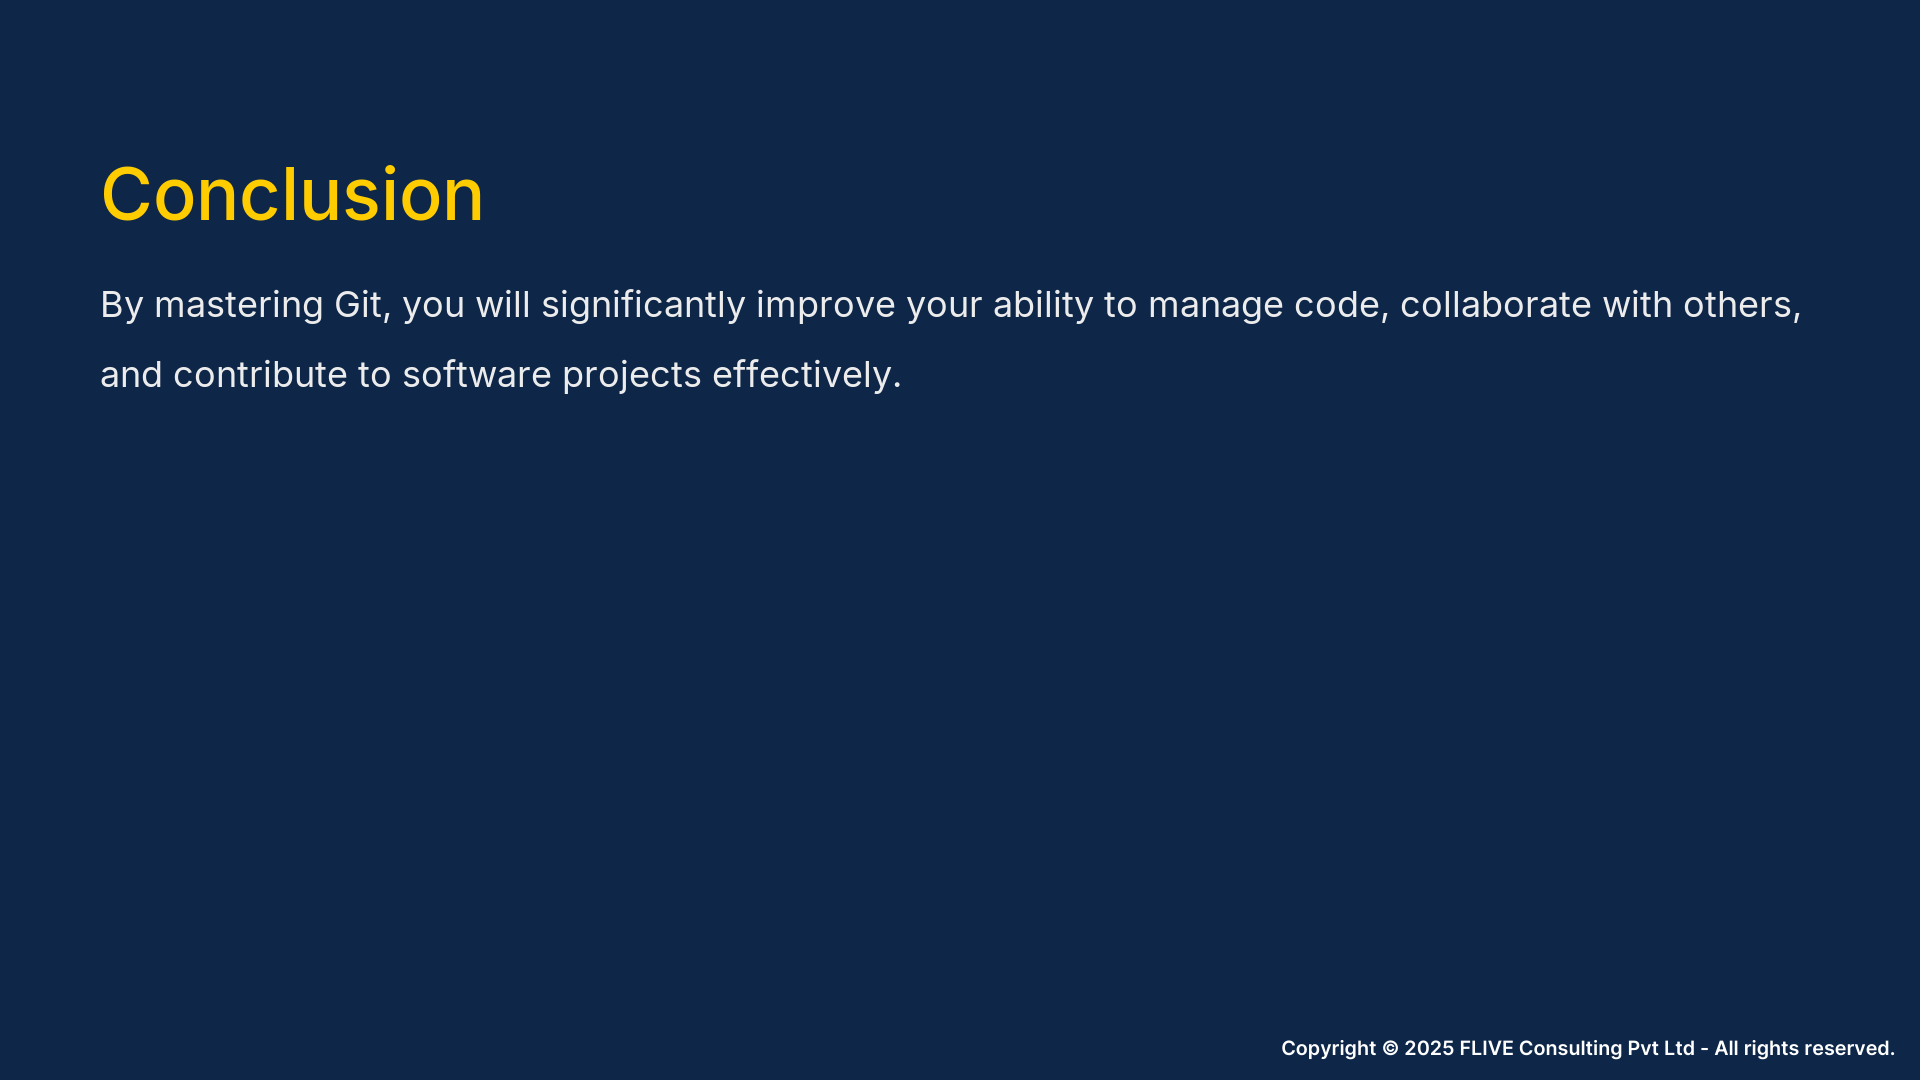 Conclusion
By mastering Git, you will significantly improve your ability to manage code, collaborate with others,
and contribute to software projects effectively.
Copyright © 2025 FLIVE Consulting Pvt Ltd - All rights reserved.